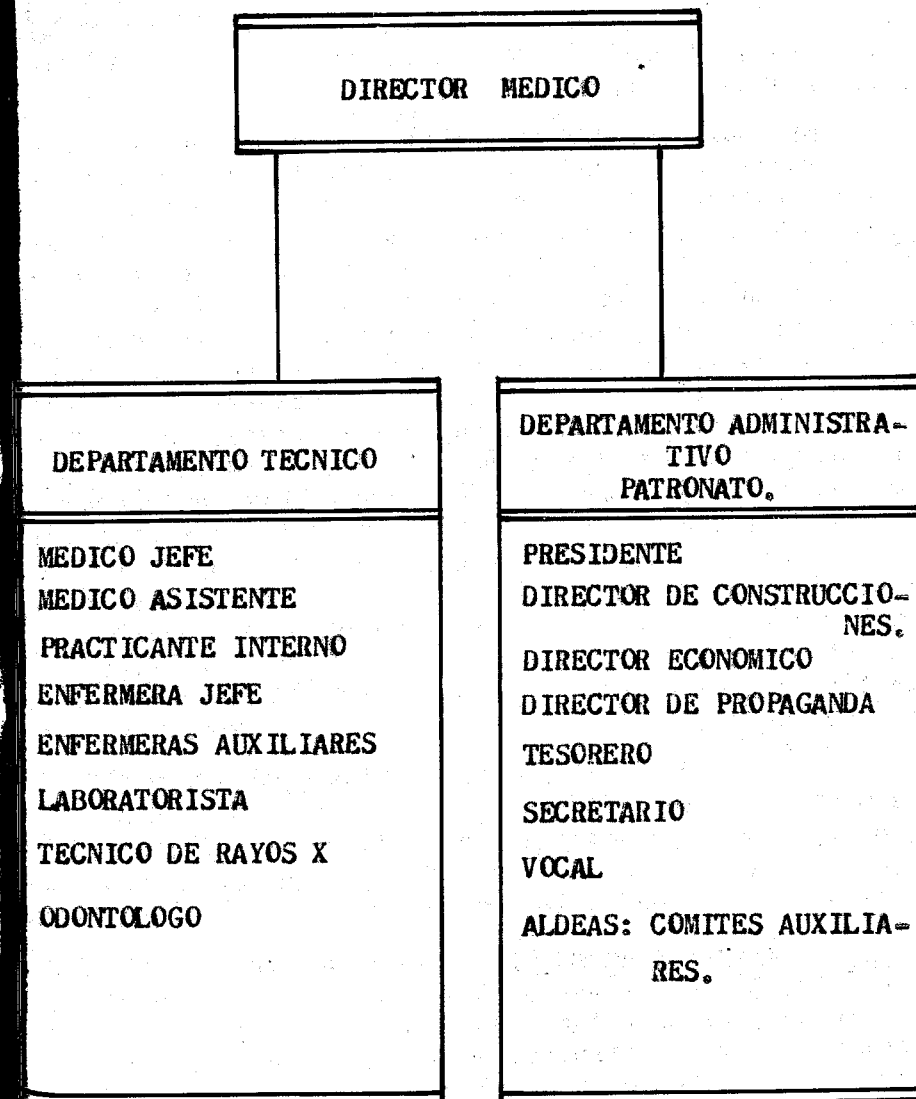 DIRECTOR MEDICO
DEPARTAMENTO TECNICO
MEDICO JEFE
MEDICO ASISTENTE
PRACTICANTE INTERNO
ENFERMERA JEFE
ENFERMERAS AUXILIARES
LABORATORISTA
TECNICO DE RAYOS X
ODONTOLOGO
DEPARTAMENTO ADMINISTRA-
TIVO
PATRONATO.
PRESIDENTE
DIRECTOR DE CONSTRUCCIO-
NES.
DIRECTOR ECONOMICO
DIRECTOR DE PROPAGANDA
TESORERO
SECRETARIO
VOCAL
ALDEAS: COMITES AUXILIA-
RES.